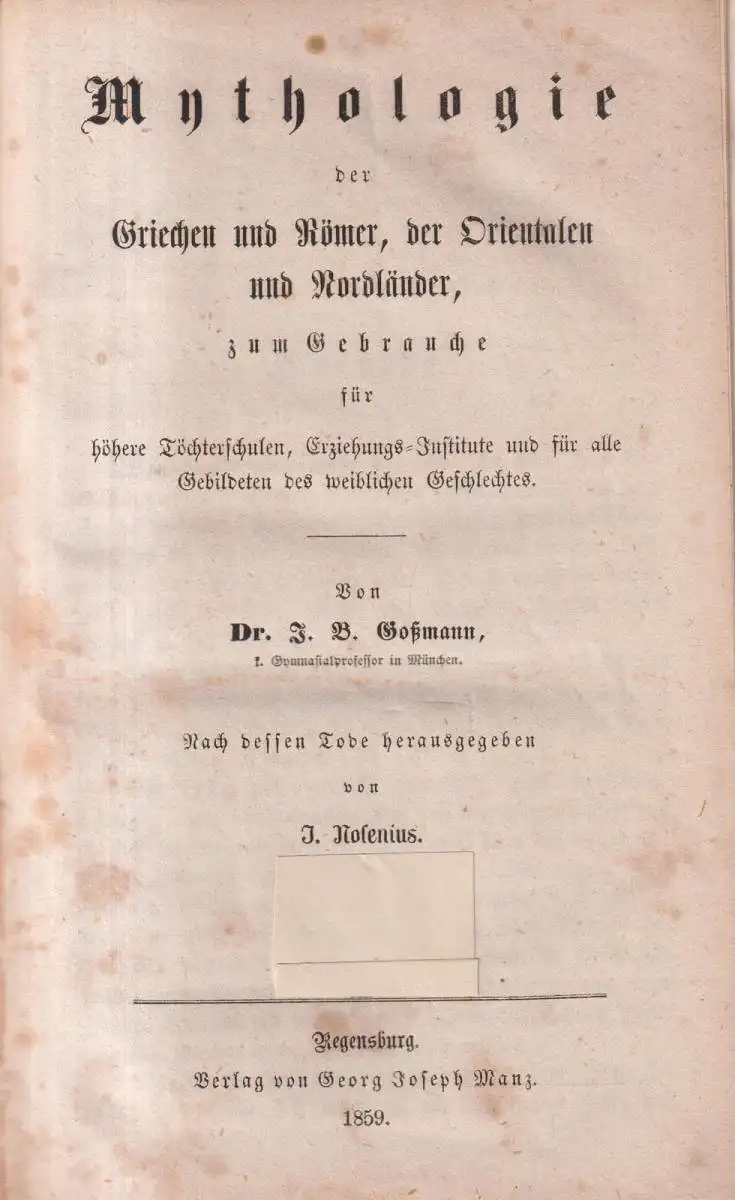 Mythologie
der
Griechen und Römer, der Orientalen
und Nordländer,
zum Gebrauche
für
höhere Töchterschulen, Erziehungs-Institute und für alle
Gebildeten des weiblichen Geschlechtes.
Von
Dr. J. B. Goßmann,
k. Gymnasialprofessor in München.
Nach dessen Tode herausgegeben
von
J. Nosenius.
Regensburg.
Verlag von Georg Joseph Manz.
1859.